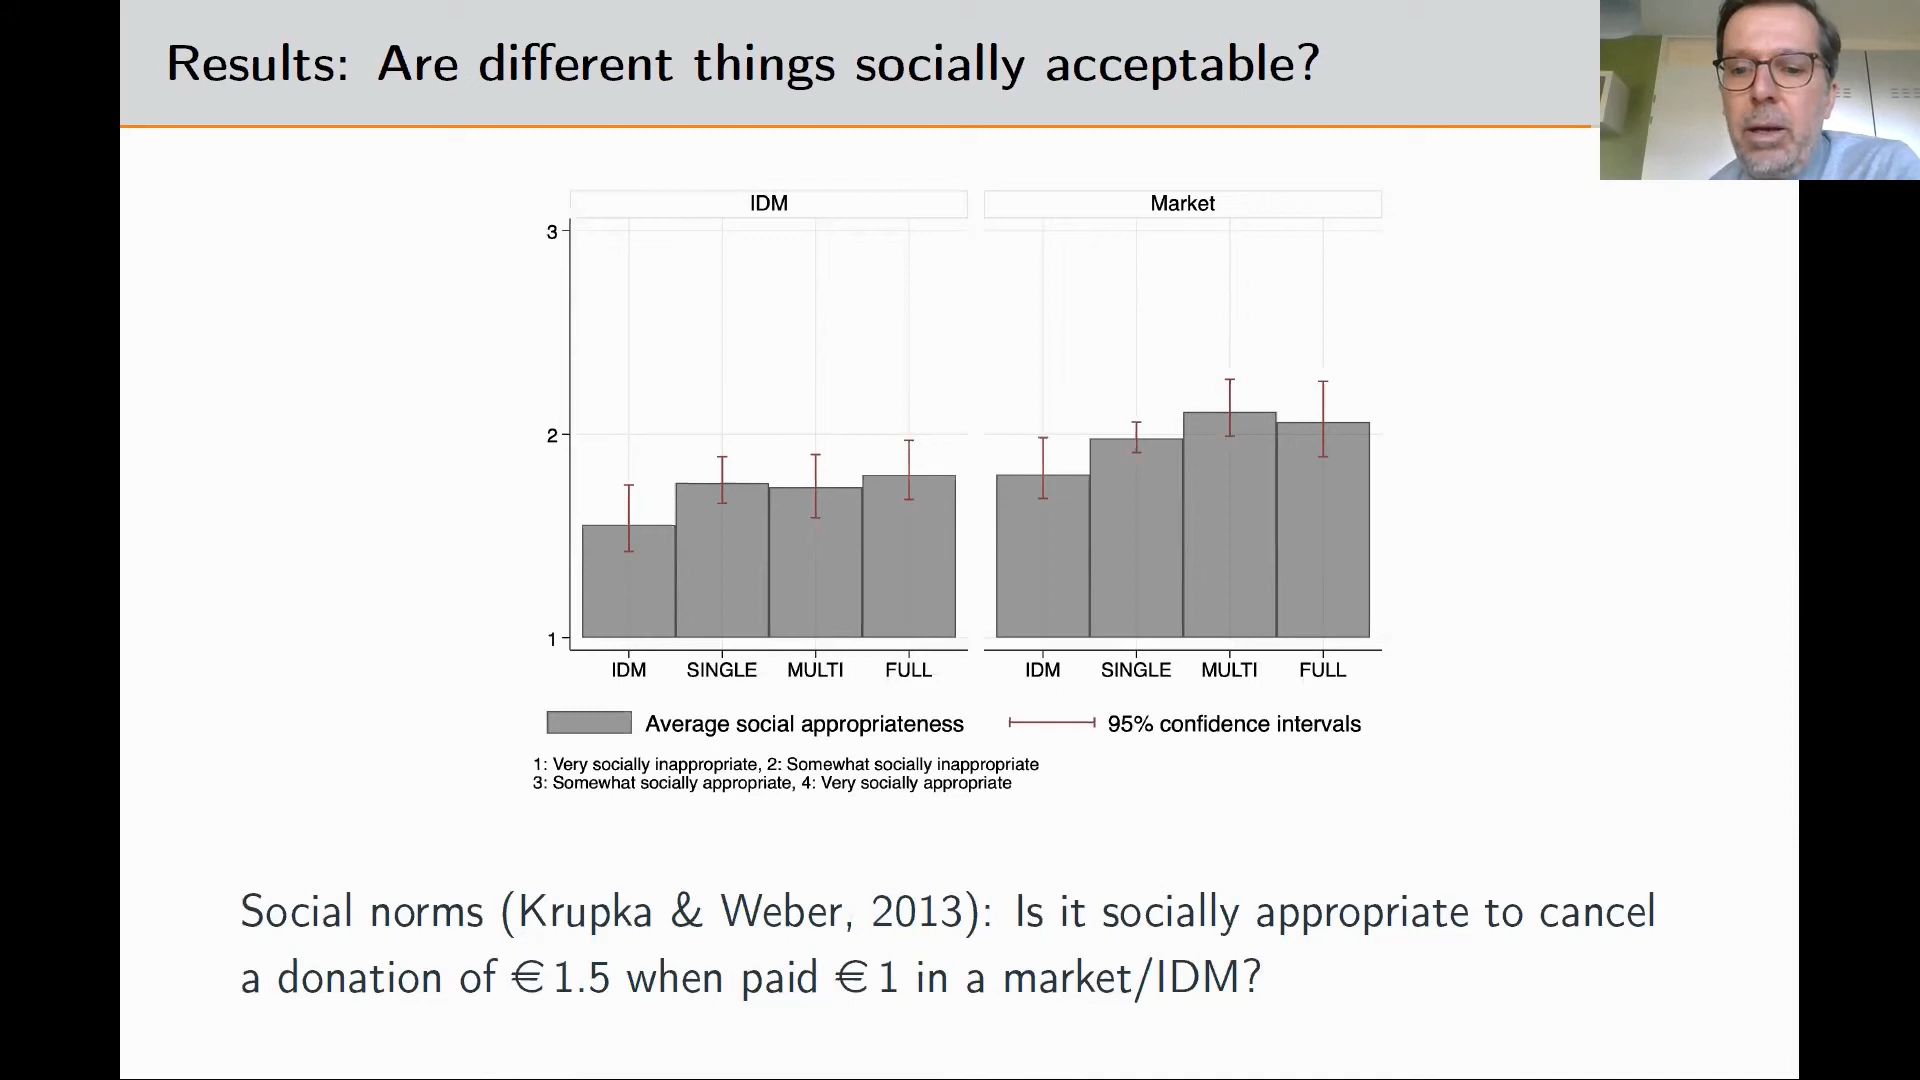 Results: Are different things socially acceptable?
IDM
Market
3
2
1
IDM SINGLE MULTI FULL
IDM SINGLE MULTI FULL
Average social appropriateness
95% confidence intervals
1: Very socially inappropriate, 2: Somewhat socially inappropriate
3: Somewhat socially appropriate, 4: Very socially appropriate
Social norms (Krupka & Weber, 2013): Is it socially appropriate to cancel
a donation of €1.5 when paid €1 in a market/IDM?